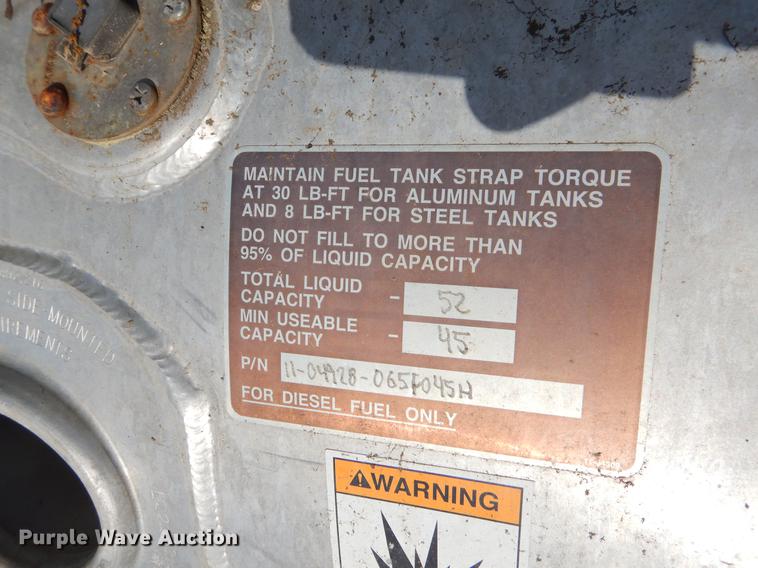 MAINTAIN FUEL TANK STRAP TORQUE
AT 30 LB-FT FOR ALUMINUM TANKS
AND 8 LB-FT FOR STEEL TANKS
DO NOT FILL TO MORE THAN
95% OF LIQUID CAPACITY
TOTAL LIQUID
CAPACITY - 52
MIN USEABLE
CAPACITY - 45
P/N 11-04928-065F045H
FOR DIESEL FUEL ONLY
SIDE-MOUNTED
WARNING
Purple Wave Auction